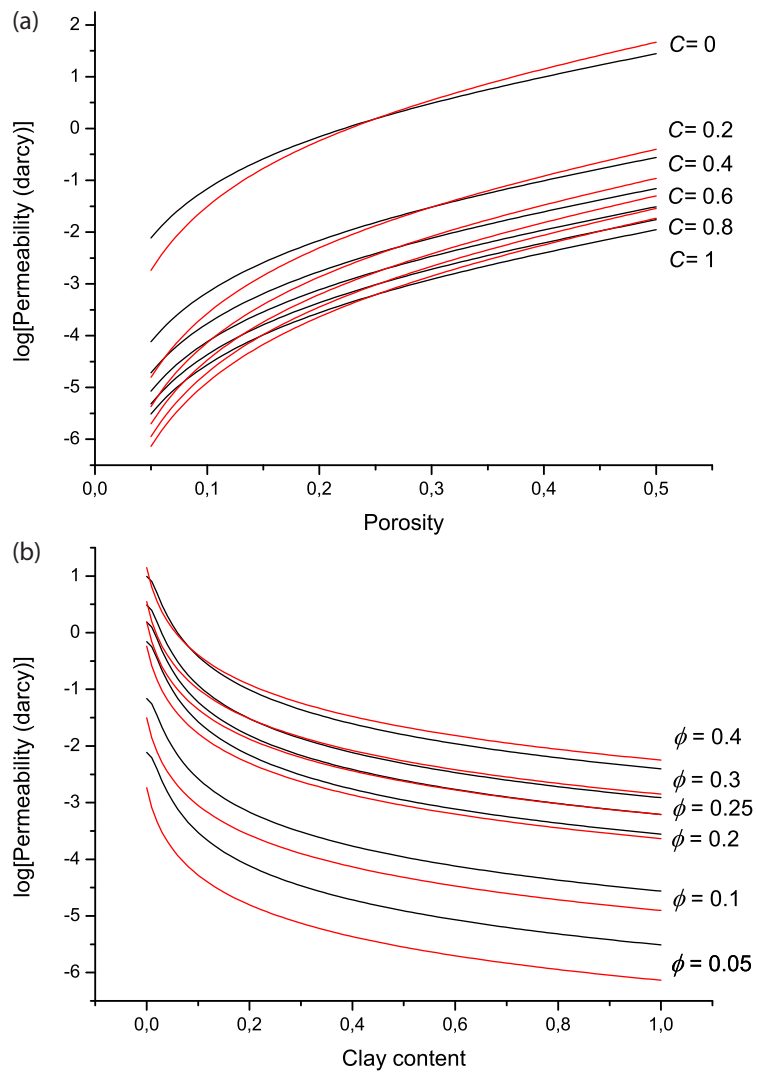 (a)
2
1
0
-1
-2
-3
-4
-5
-6
log[Permeability (darcy)]
C= 0
C= 0.2
C= 0.4
C= 0.6
C= 0.8
C= 1
0,0 0,1 0,2 0,3 0,4 0,5
Porosity
(b)
1
0
-1
-2
-3
-4
-5
-6
log[Permeability (darcy)]
ϕ = 0.4
ϕ = 0.3
ϕ = 0.25
ϕ = 0.2
ϕ = 0.1
ϕ = 0.05
0,0 0,2 0,4 0,6 0,8 1,0
Clay content